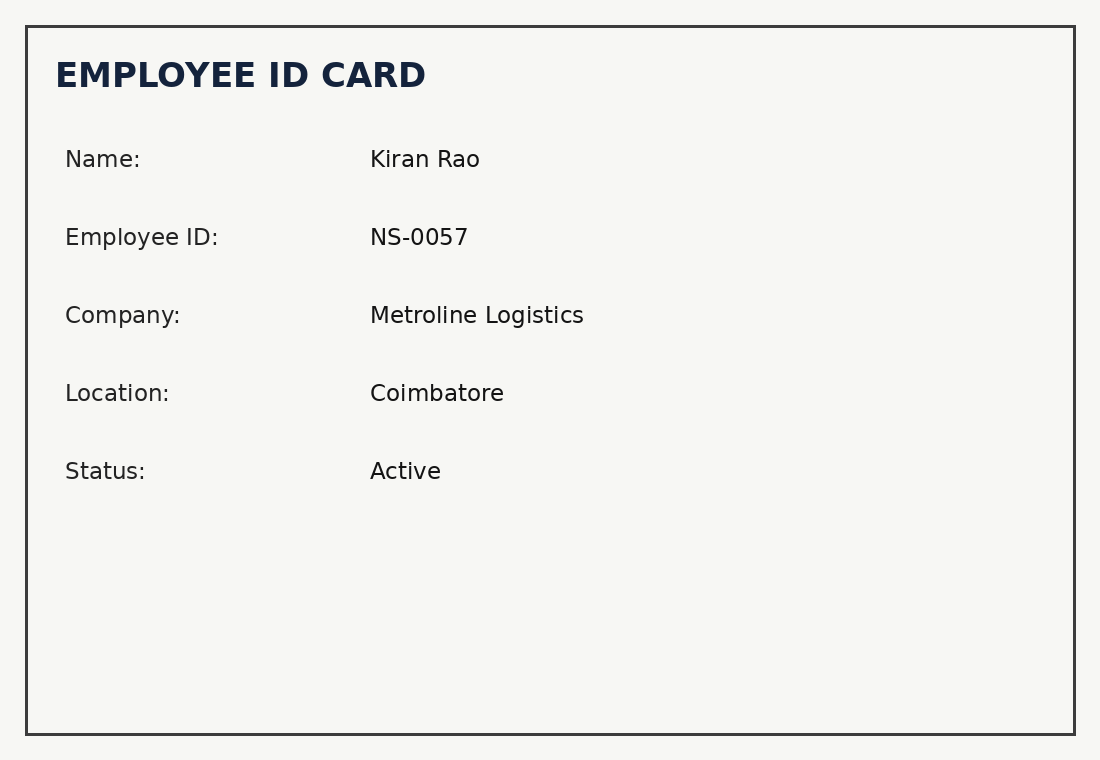 EMPLOYEE ID CARD
Name: Kiran Rao
Employee ID: NS-0057
Company: Metroline Logistics
Location: Coimbatore
Status: Active